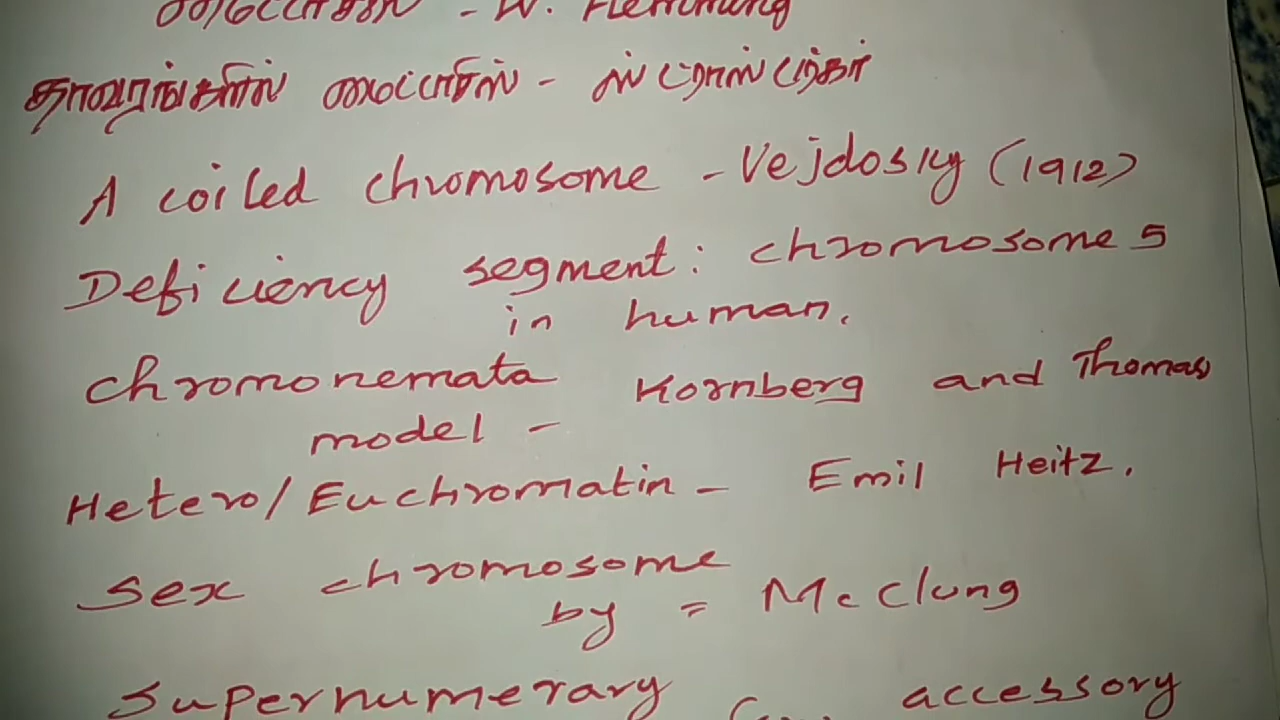 மைட்டாசிஸ் - W. Flemming
தாவரங்களில் மைட்டாசிஸ் - ஸ்ட்ராஸ்பர்கர்
A coiled chromosome - Vejdosky (1912)
Deficiency segment: chromosome 5
in human.
Chromonemata Kornberg and Thomas
model -
Hetero/Euchromatin - Emil Heitz.
Sex chromosome
by = McClung
Supernumerary (or) accessory